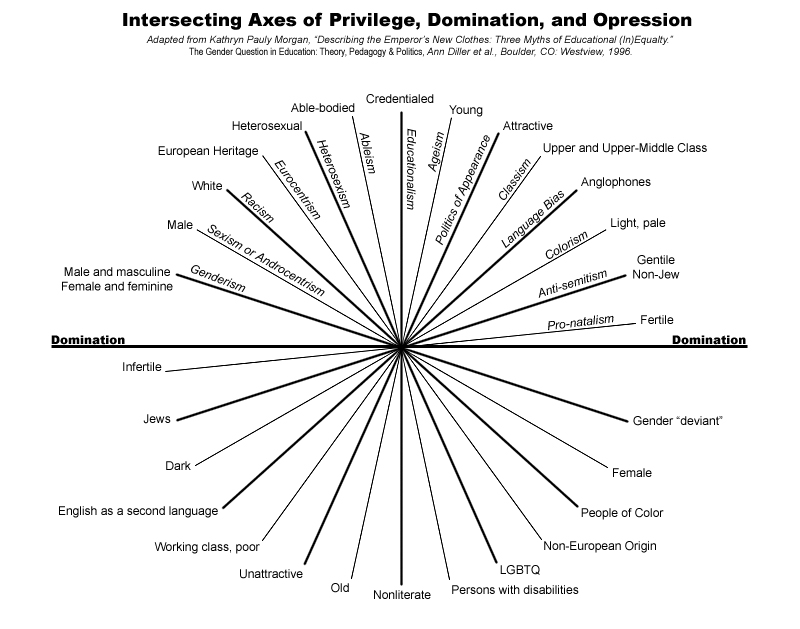 Intersecting Axes of Privilege, Domination, and Opression
Adapted from Kathryn Pauly Morgan, "Describing the Emperor's New Clothes: Three Myths of Educational (In)Equalty."
The Gender Question in Education: Theory, Pedagogy & Politics, Ann Diller et al., Boulder, CO: Westview, 1996.
Credentialed
Able-bodied
Young
Heterosexual
Attractive
European Heritage
Upper and Upper-Middle Class
White
Anglophones
Male
Light, pale
Male and masculine
Female and feminine
Gentile
Non-Jew
Fertile
Genderism
Sexism or Androcentrism
Racism
Eurocentrism
Heterosexism
Ableism
Educationalism
Ageism
Politics of Appearance
Classism
Language Bias
Colorism
Anti-semitism
Pro-natalism
Domination
Domination
Infertile
Jews
Gender "deviant"
Dark
Female
English as a second language
People of Color
Working class, poor
Non-European Origin
Unattractive
LGBTQ
Old
Persons with disabilities
Nonliterate